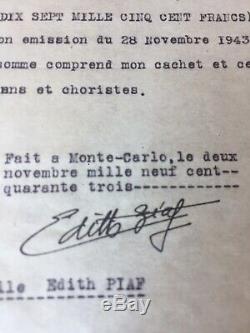 DIX SEPT MILLE CINQ CENT FRANCS)
on emission du 28 Novembre 1943
somme comprend mon cachet et ce
ans et choristes.
Fait a Monte-Carlo,le deux
novembre mille neuf cent--
quarante trois------------
Edith Piaf
lle Edith PIAF